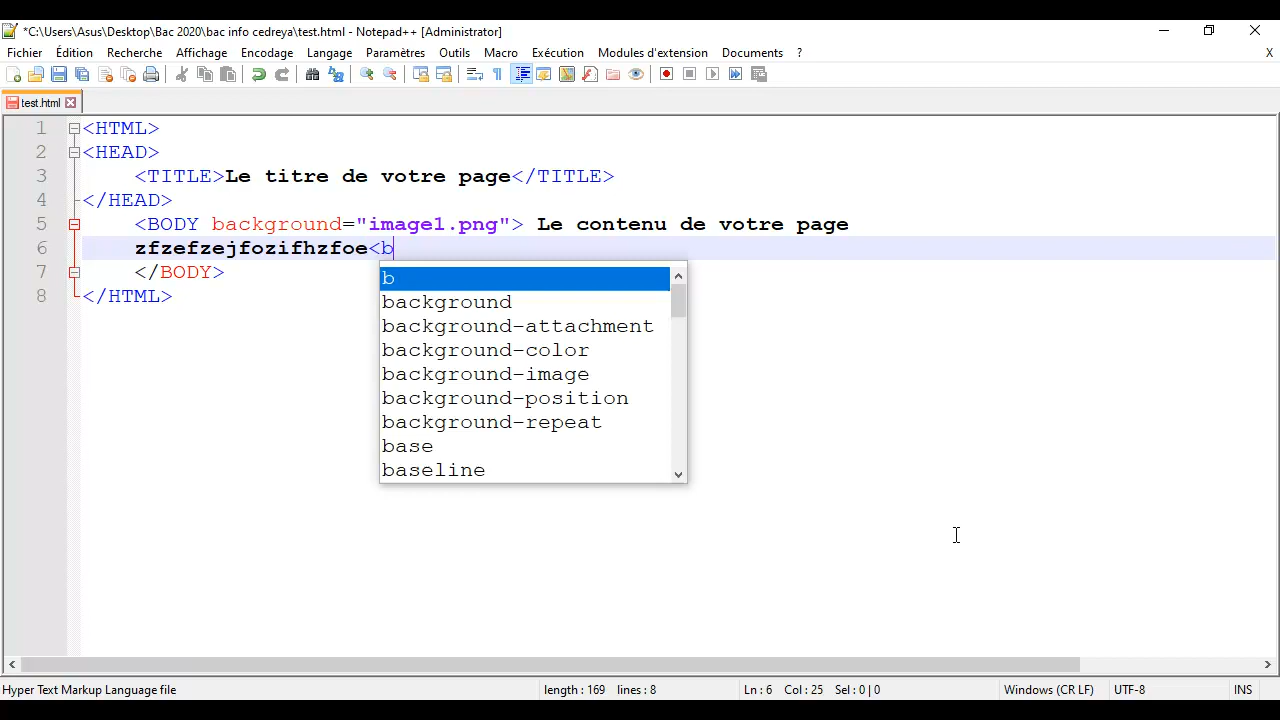 *C:\Users\Asus\Desktop\Bac 2020\bac info cedreya\test.html - Notepad++ [Administrator]
Fichier Édition Recherche Affichage Encodage Langage Paramètres Outils Macro Exécution Modules d'extension Documents ? X
test.html
1 <HTML>
2 <HEAD>
3 <TITLE>Le titre de votre page</TITLE>
4 </HEAD>
5 <BODY background="image1.png"> Le contenu de votre page
6 zfzefzejfozifhzfoe<b
7 </BODY>
8 </HTML>
b
background
background-attachment
background-color
background-image
background-position
background-repeat
base
baseline
Hyper Text Markup Language file length : 169 lines : 8 Ln : 6 Col : 25 Sel : 0 | 0 Windows (CR LF) UTF-8 INS